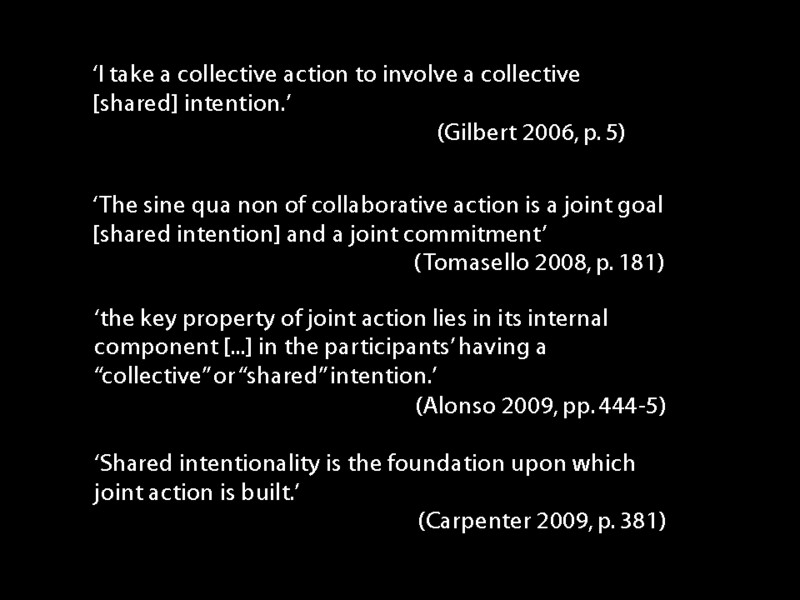 ‘I take a collective action to involve a collective
[shared] intention.’
(Gilbert 2006, p. 5)
‘The sine qua non of collaborative action is a joint goal
[shared intention] and a joint commitment’
(Tomasello 2008, p. 181)
‘the key property of joint action lies in its internal
component [...] in the participants’ having a
“collective” or “shared” intention.’
(Alonso 2009, pp. 444-5)
‘Shared intentionality is the foundation upon which
joint action is built.’
(Carpenter 2009, p. 381)